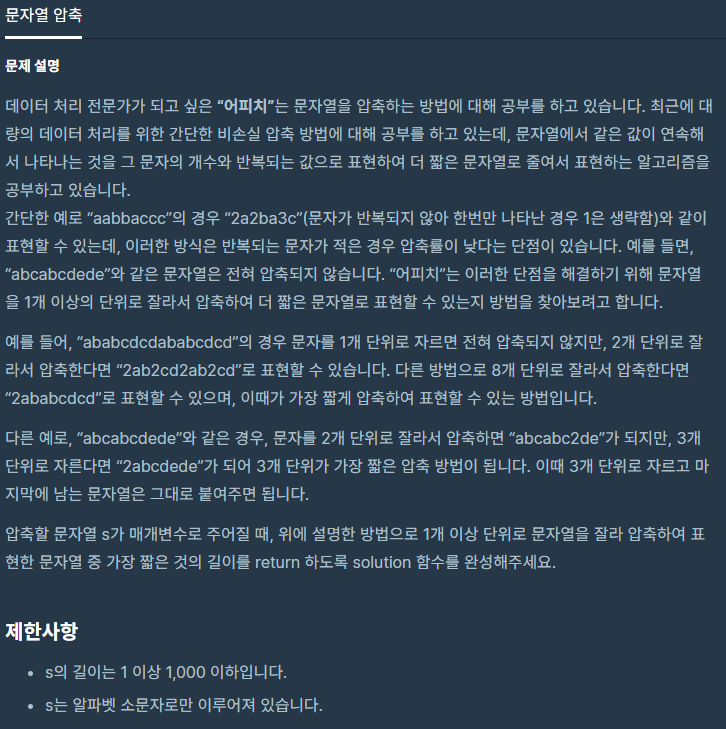 문자열 압축
문제 설명
데이터 처리 전문가가 되고 싶은 “어피치”는 문자열을 압축하는 방법에 대해 공부를 하고 있습니다. 최근에 대
량의 데이터 처리를 위한 간단한 비손실 압축 방법에 대해 공부를 하고 있는데, 문자열에서 같은 값이 연속해
서 나타나는 것을 그 문자의 개수와 반복되는 값으로 표현하여 더 짧은 문자열로 줄여서 표현하는 알고리즘을
공부하고 있습니다.
간단한 예로 “aabbaccc”의 경우 “2a2ba3c”(문자가 반복되지 않아 한번만 나타난 경우 1은 생략함)와 같이
표현할 수 있는데, 이러한 방식은 반복되는 문자가 적은 경우 압축률이 낮다는 단점이 있습니다. 예를 들면,
“abcabcdede”와 같은 문자열은 전혀 압축되지 않습니다. “어피치”는 이러한 단점을 해결하기 위해 문자열
을 1개 이상의 단위로 잘라서 압축하여 더 짧은 문자열로 표현할 수 있는지 방법을 찾아보려고 합니다.
예를 들어, “ababcdcdababcdcd”의 경우 문자를 1개 단위로 자르면 전혀 압축되지 않지만, 2개 단위로 잘
라서 압축한다면 “2ab2cd2ab2cd”로 표현할 수 있습니다. 다른 방법으로 8개 단위로 잘라서 압축한다면
“2ababcdcd”로 표현할 수 있으며, 이때가 가장 짧게 압축하여 표현할 수 있는 방법입니다.
다른 예로, “abcabcdede”와 같은 경우, 문자를 2개 단위로 잘라서 압축하면 “abcabc2de”가 되지만, 3개
단위로 자른다면 “2abcdede”가 되어 3개 단위가 가장 짧은 압축 방법이 됩니다. 이때 3개 단위로 자르고 마
지막에 남는 문자열은 그대로 붙여주면 됩니다.
압축할 문자열 s가 매개변수로 주어질 때, 위에 설명한 방법으로 1개 이상 단위로 문자열을 잘라 압축하여 표
현한 문자열 중 가장 짧은 것의 길이를 return 하도록 solution 함수를 완성해주세요.
제한사항
• s의 길이는 1 이상 1,000 이하입니다.
• s는 알파벳 소문자로만 이루어져 있습니다.